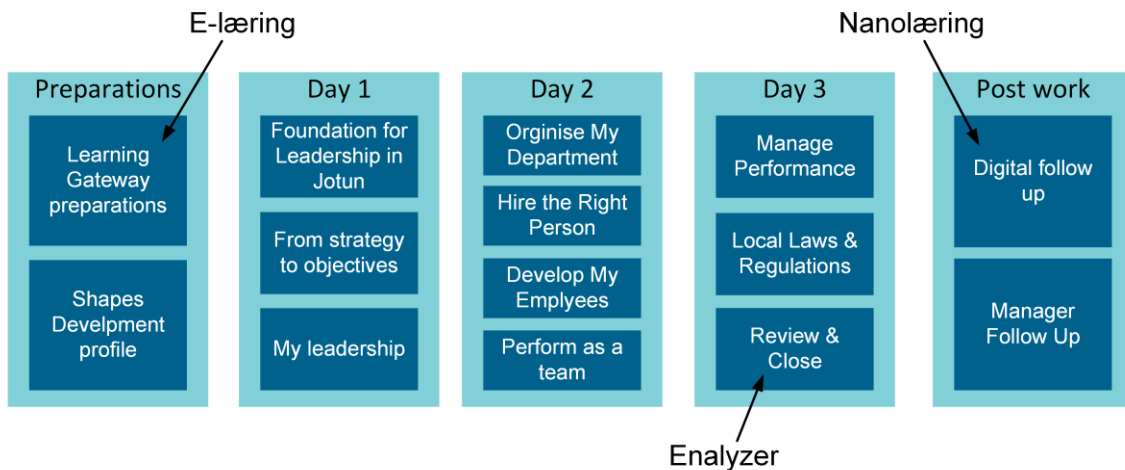 E-læring
Nanolæring
Preparations
Learning
Gateway
preparations
Shapes
Develpment
profile
Day 1
Foundation for
Leadership in
Jotun
From strategy
to objectives
My leadership
Day 2
Orginise My
Department
Hire the Right
Person
Develop My
Emplyees
Perform as a
team
Day 3
Manage
Performance
Local Laws &
Regulations
Review &
Close
Post work
Digital follow
up
Manager
Follow Up
Enalyzer